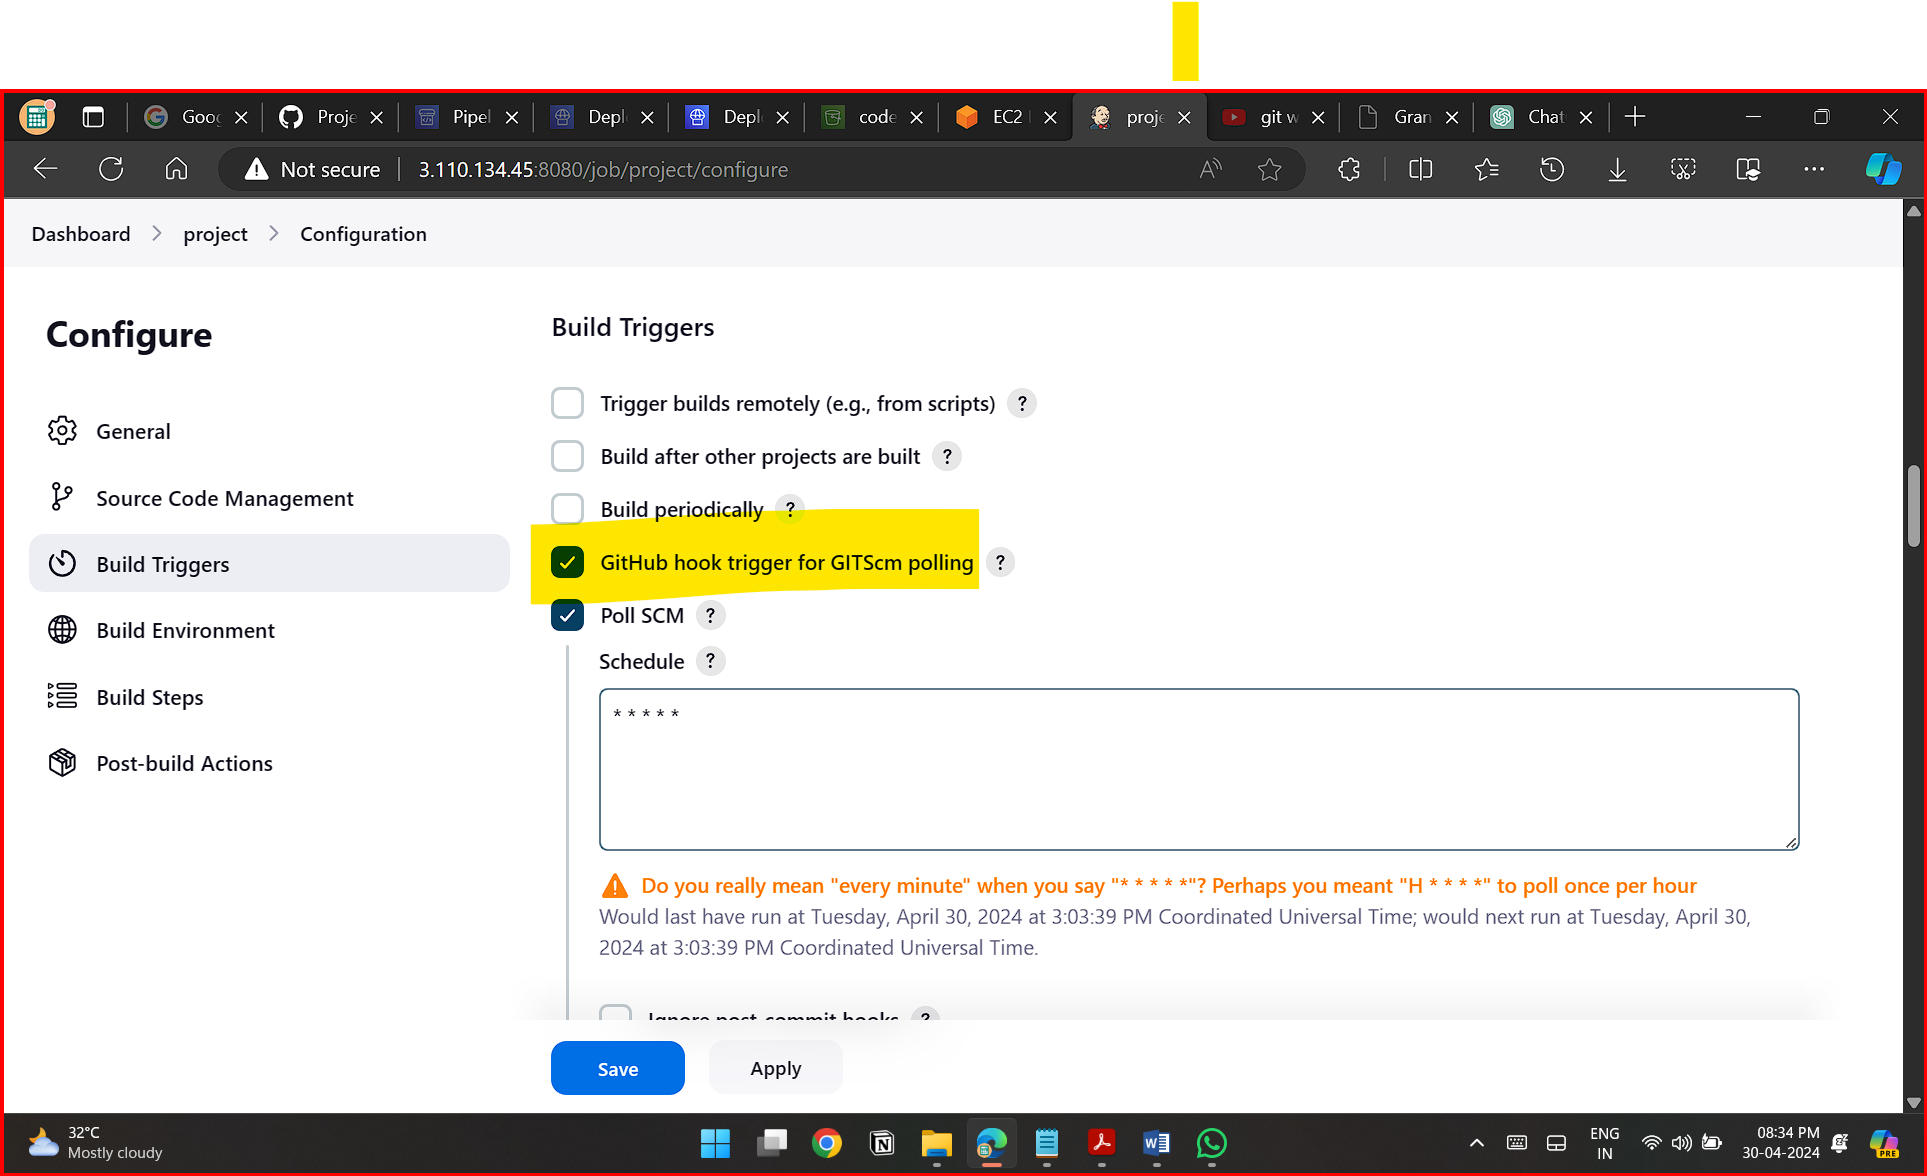 Goog
Proje
Pipel
Deplo
Deplo
code
EC2
proje
git w
Gran
Chat
Not secure
3.110.134.45:8080/job/project/configure
Dashboard
project
Configuration
Configure
General
Source Code Management
Build Triggers
Build Environment
Build Steps
Post-build Actions
Build Triggers
Trigger builds remotely (e.g., from scripts) ?
Build after other projects are built ?
Build periodically ?
GitHub hook trigger for GITScm polling ?
Poll SCM ?
Schedule ?
* * * * *
Do you really mean "every minute" when you say "* * * * *"? Perhaps you meant "H * * * *" to poll once per hour
Would last have run at Tuesday, April 30, 2024 at 3:03:39 PM Coordinated Universal Time; would next run at Tuesday, April 30,
2024 at 3:03:39 PM Coordinated Universal Time.
Ignore post-commit hooks ?
Save
Apply
32°C
Mostly cloudy
ENG
IN
08:34 PM
30-04-2024
PRE